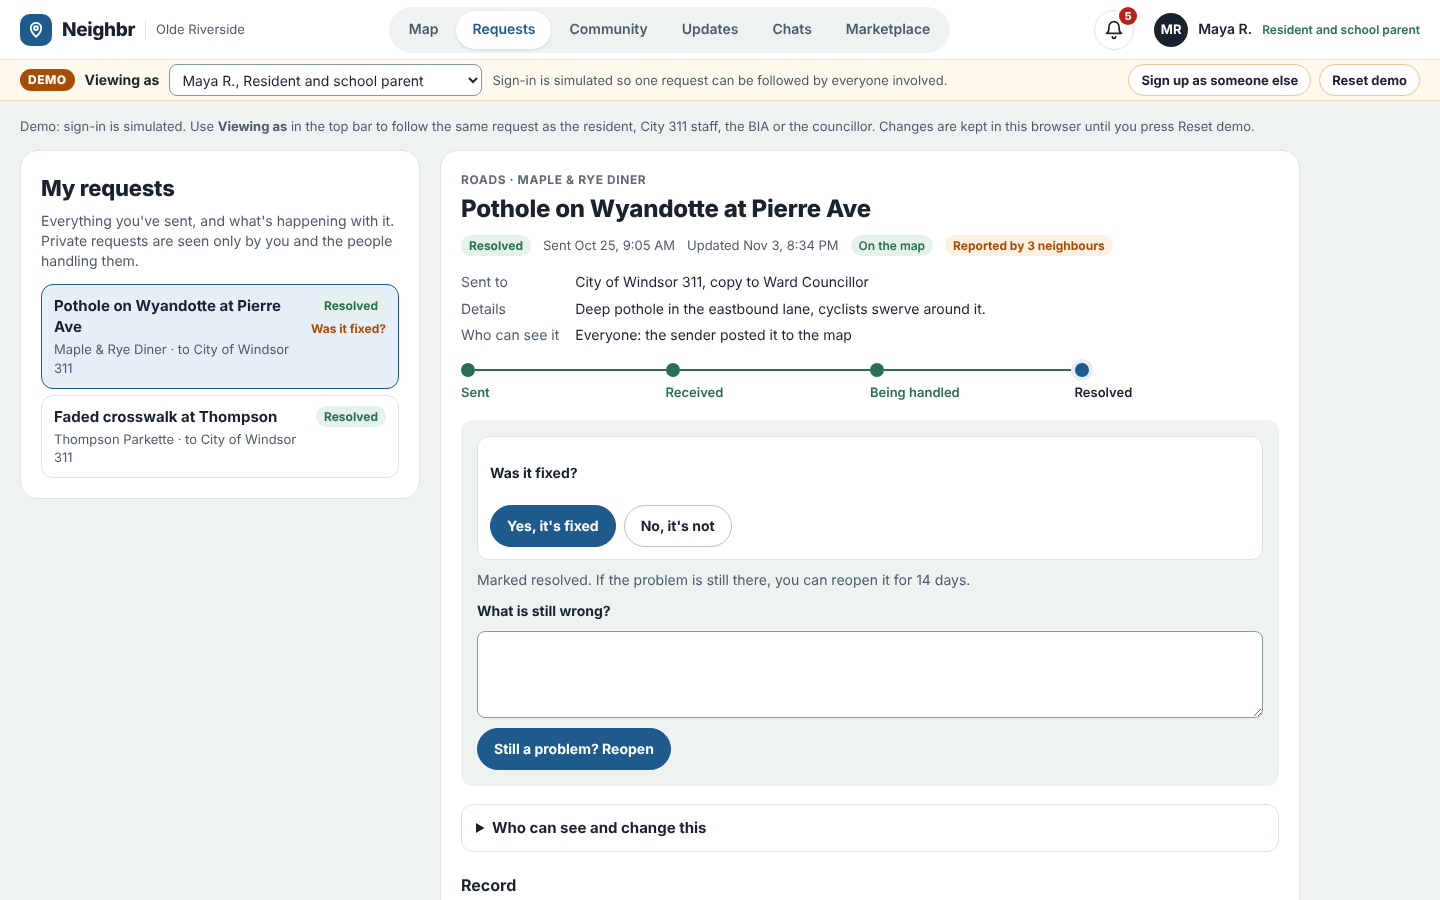 Neighbr
Olde Riverside
Map
Requests
Community
Updates
Chats
Marketplace
5
MR
Maya R.
Resident and school parent
DEMO
Viewing as
Maya R., Resident and school parent
Sign-in is simulated so one request can be followed by everyone involved.
Sign up as someone else
Reset demo
Demo: sign-in is simulated. Use Viewing as in the top bar to follow the same request as the resident, City 311 staff, the BIA or the councillor. Changes are kept in this browser until you press Reset demo.
My requests
Everything you've sent, and what's happening with it.
Private requests are seen only by you and the people
handling them.
Pothole on Wyandotte at Pierre
Ave
Resolved
Was it fixed?
Maple & Rye Diner · to City of Windsor
311
Faded crosswalk at Thompson
Resolved
Thompson Parkette · to City of Windsor
311
ROADS · MAPLE & RYE DINER
Pothole on Wyandotte at Pierre Ave
Resolved
Sent Oct 25, 9:05 AM
Updated Nov 3, 8:34 PM
On the map
Reported by 3 neighbours
Sent to
City of Windsor 311, copy to Ward Councillor
Details
Deep pothole in the eastbound lane, cyclists swerve around it.
Who can see it
Everyone: the sender posted it to the map
Sent
Received
Being handled
Resolved
Was it fixed?
Yes, it's fixed
No, it's not
Marked resolved. If the problem is still there, you can reopen it for 14 days.
What is still wrong?
Still a problem? Reopen
Who can see and change this
Record